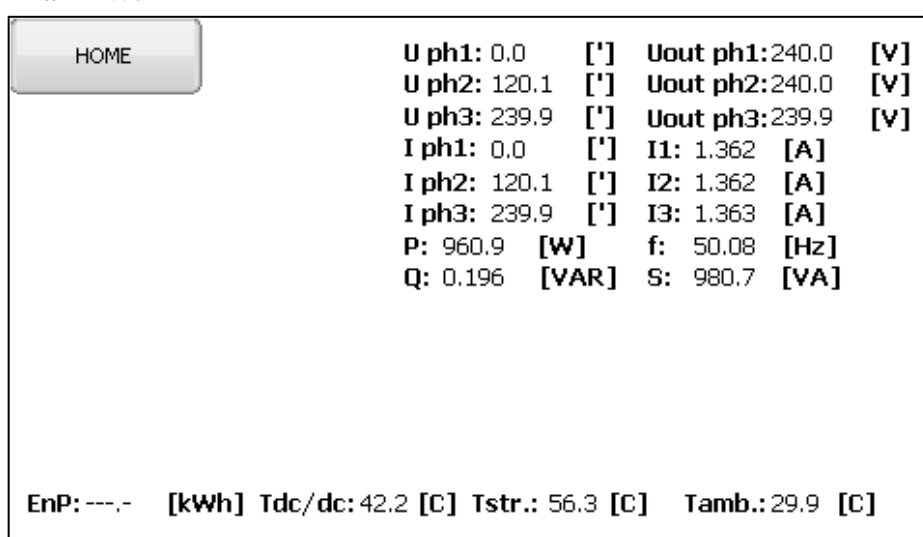 HOME
U ph1: 0.0 ['] Uout ph1:240.0 [V]
U ph2: 120.1 ['] Uout ph2:240.0 [V]
U ph3: 239.9 ['] Uout ph3:239.9 [V]
I ph1: 0.0 ['] I1: 1.362 [A]
I ph2: 120.1 ['] I2: 1.362 [A]
I ph3: 239.9 ['] I3: 1.363 [A]
P: 960.9 [W] f: 50.08 [Hz]
Q: 0.196 [VAR] S: 980.7 [VA]
EnP: ---.- [kWh] Tdc/dc: 42.2 [C] Tstr.: 56.3 [C] Tamb.: 29.9 [C]